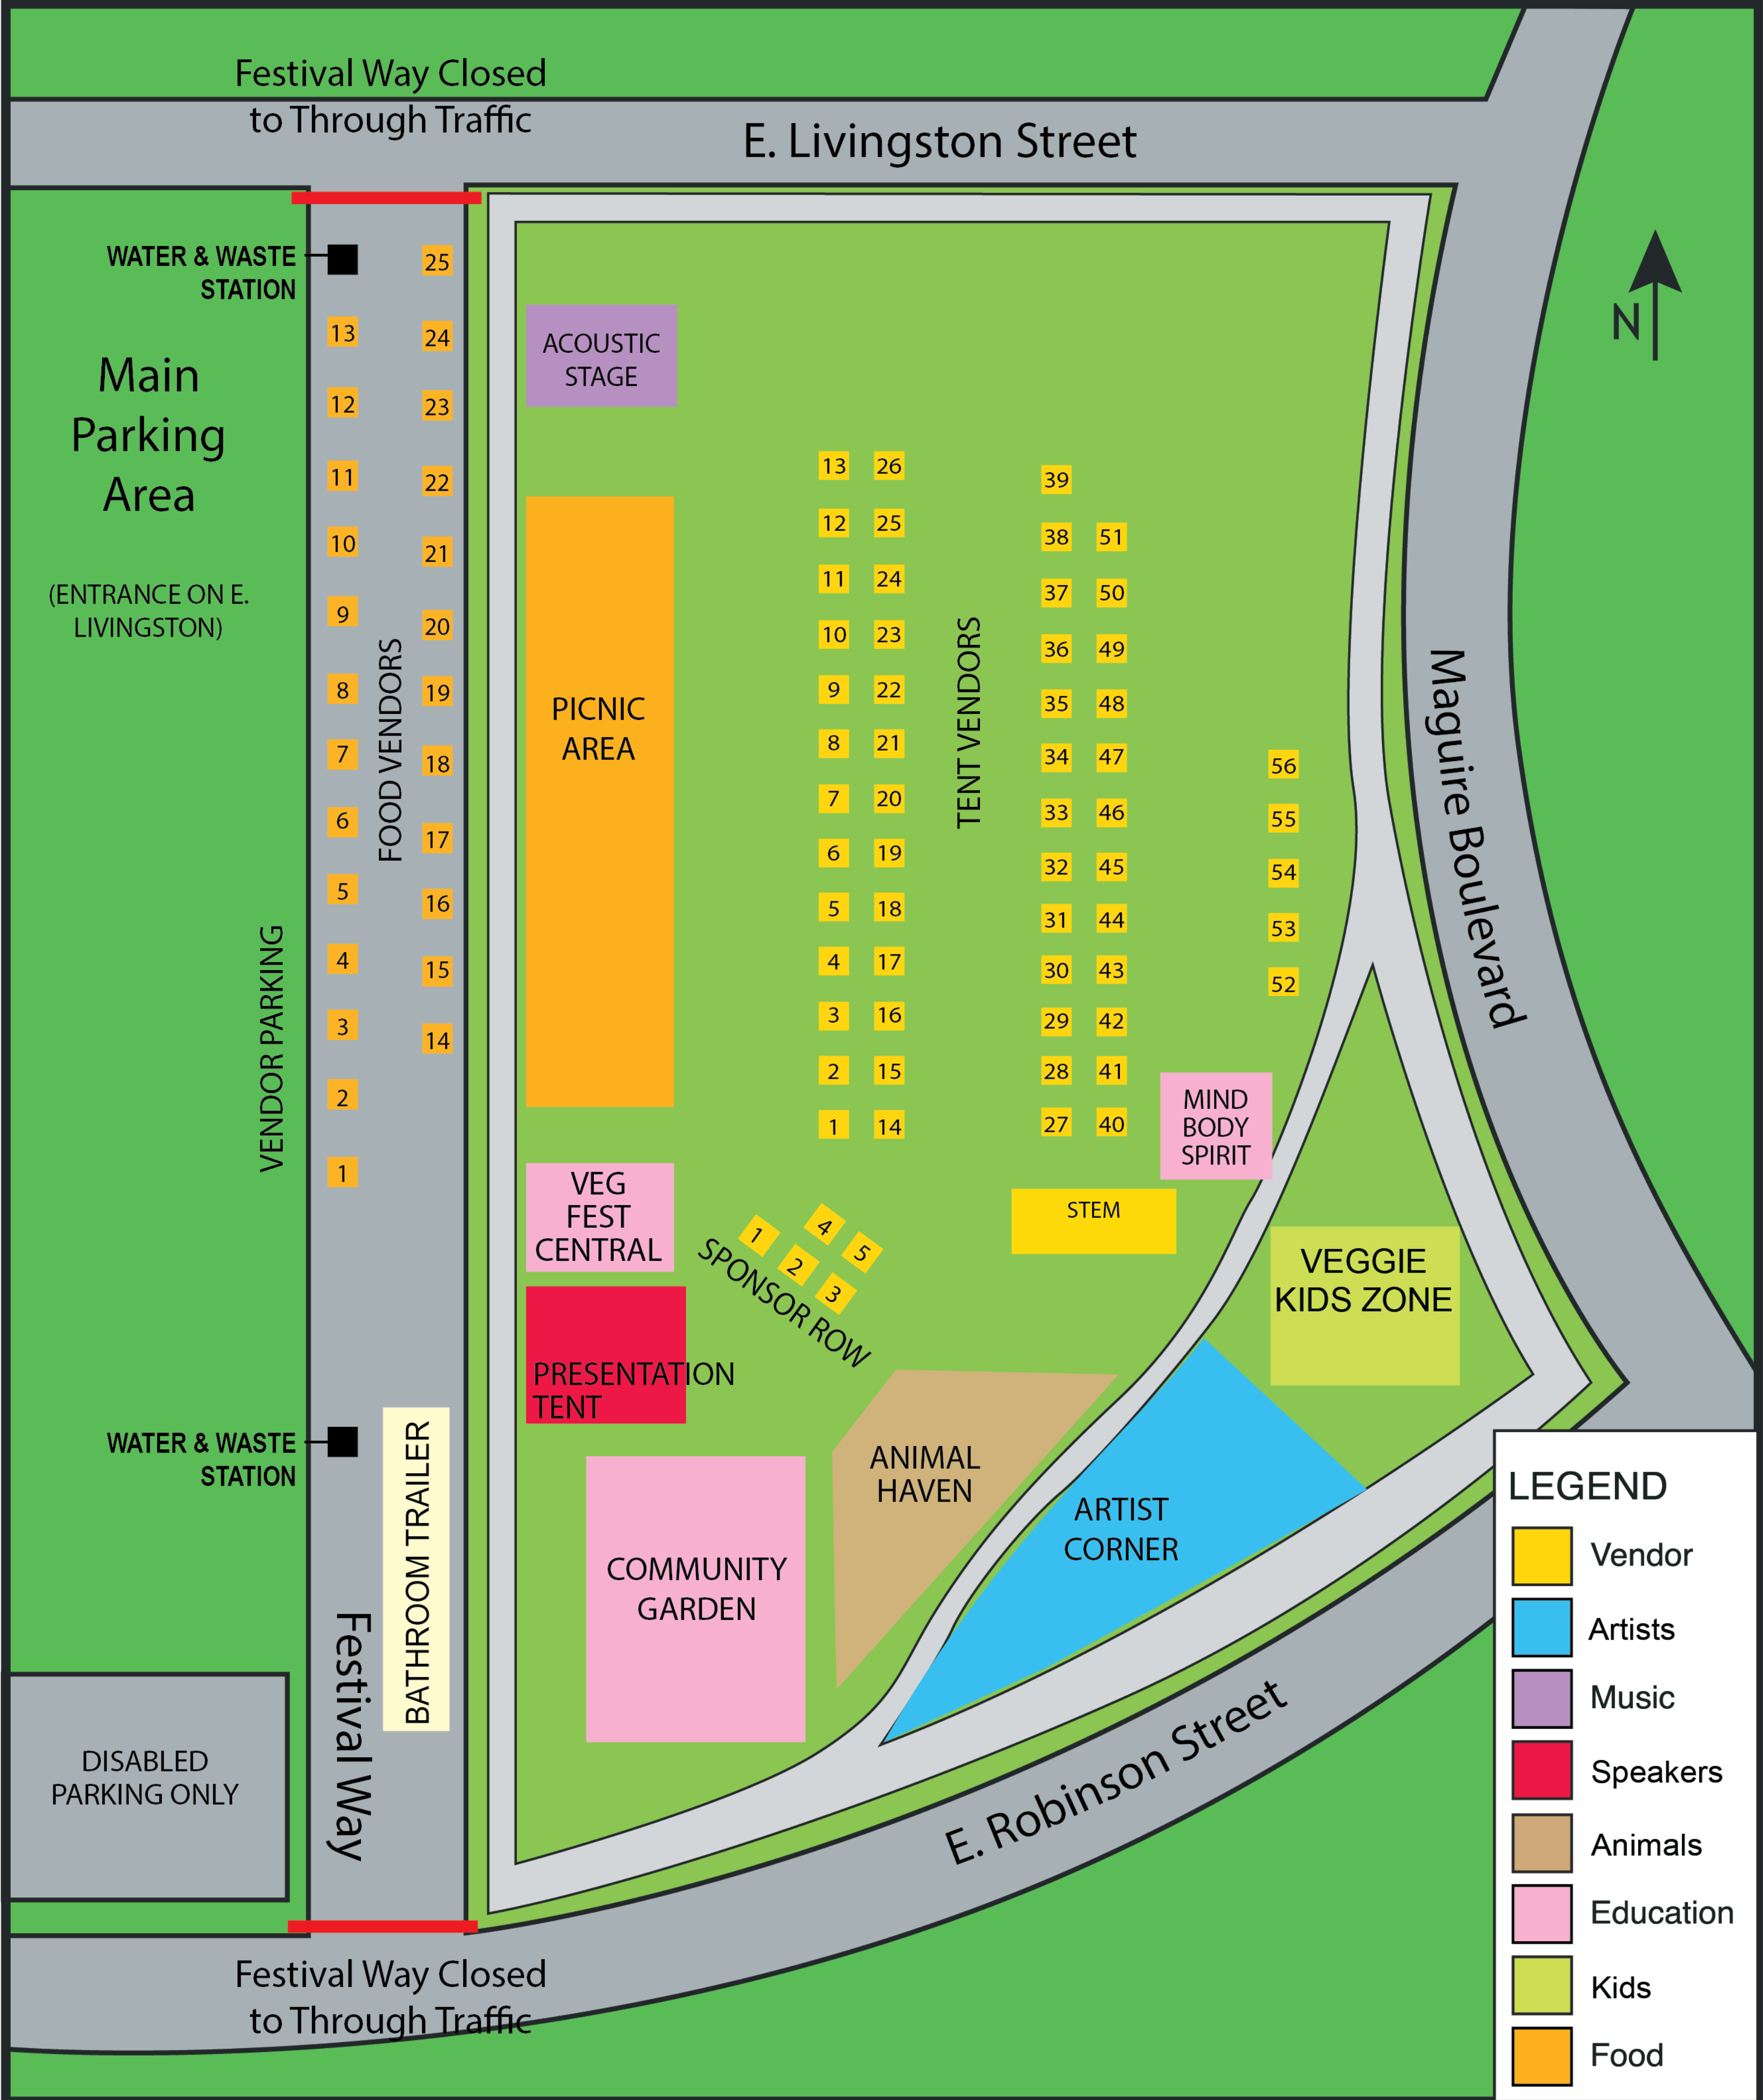 Festival Way Closed
to Through Traffic
E. Livingston Street
WATER & WASTE
STATION
N
Main
Parking
Area
(ENTRANCE ON E.
LIVINGSTON)
VENDOR PARKING
FOOD VENDORS
13
12
11
10
9
8
7
6
5
4
3
2
1
25
24
23
22
21
20
19
18
17
16
15
14
ACOUSTIC
STAGE
PICNIC
AREA
TENT VENDORS
13 26
12 25
11 24
10 23
9 22
8 21
7 20
6 19
5 18
4 17
3 16
2 15
1 14
39
38 51
37 50
36 49
35 48
34 47
33 46
32 45
31 44
30 43
29 42
28 41
27 40
56
55
54
53
52
Maguire Boulevard
MIND
BODY
SPIRIT
VEG
FEST
CENTRAL
STEM
1
2
3
4
5
SPONSOR ROW
VEGGIE
KIDS ZONE
PRESENTATION
TENT
WATER & WASTE
STATION
BATHROOM TRAILER
ANIMAL
HAVEN
ARTIST
CORNER
COMMUNITY
GARDEN
Festival Way
DISABLED
PARKING ONLY
E. Robinson Street
Festival Way Closed
to Through Traffic
LEGEND
Vendor
Artists
Music
Speakers
Animals
Education
Kids
Food